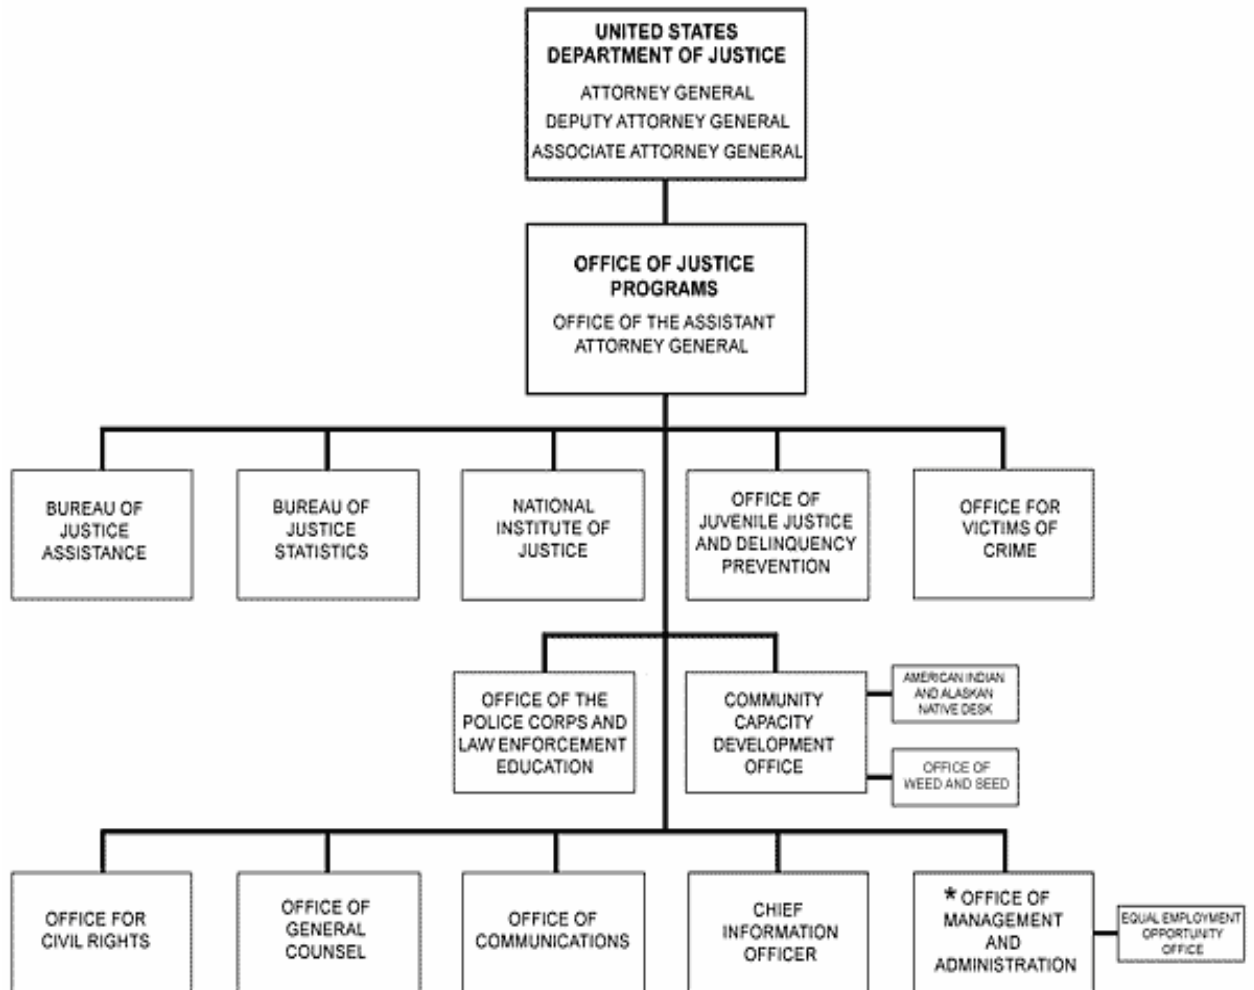 UNITED STATES
DEPARTMENT OF JUSTICE
ATTORNEY GENERAL
DEPUTY ATTORNEY GENERAL
ASSOCIATE ATTORNEY GENERAL
OFFICE OF JUSTICE
PROGRAMS
OFFICE OF THE ASSISTANT
ATTORNEY GENERAL
BUREAU OF
JUSTICE
ASSISTANCE
BUREAU OF
JUSTICE
STATISTICS
NATIONAL
INSTITUTE OF
JUSTICE
OFFICE OF
JUVENILE JUSTICE
AND DELINQUENCY
PREVENTION
OFFICE FOR
VICTIMS OF
CRIME
OFFICE OF THE
POLICE CORPS AND
LAW ENFORCEMENT
EDUCATION
COMMUNITY
CAPACITY
DEVELOPMENT
OFFICE
AMERICAN INDIAN
AND ALASKAN
NATIVE DESK
OFFICE OF
WEED AND SEED
OFFICE FOR
CIVIL RIGHTS
OFFICE OF
GENERAL
COUNSEL
OFFICE OF
COMMUNICATIONS
CHIEF
INFORMATION
OFFICER
* OFFICE OF
MANAGEMENT
AND
ADMINISTRATION
EQUAL EMPLOYMENT
OPPORTUNITY
OFFICE